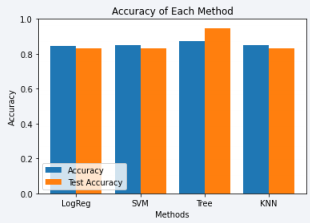 Accuracy of Each Method
1.0
0.8
0.6
0.4
0.2
0.0
Accuracy
Accuracy
Test Accuracy
LogReg SVM Tree KNN
Methods